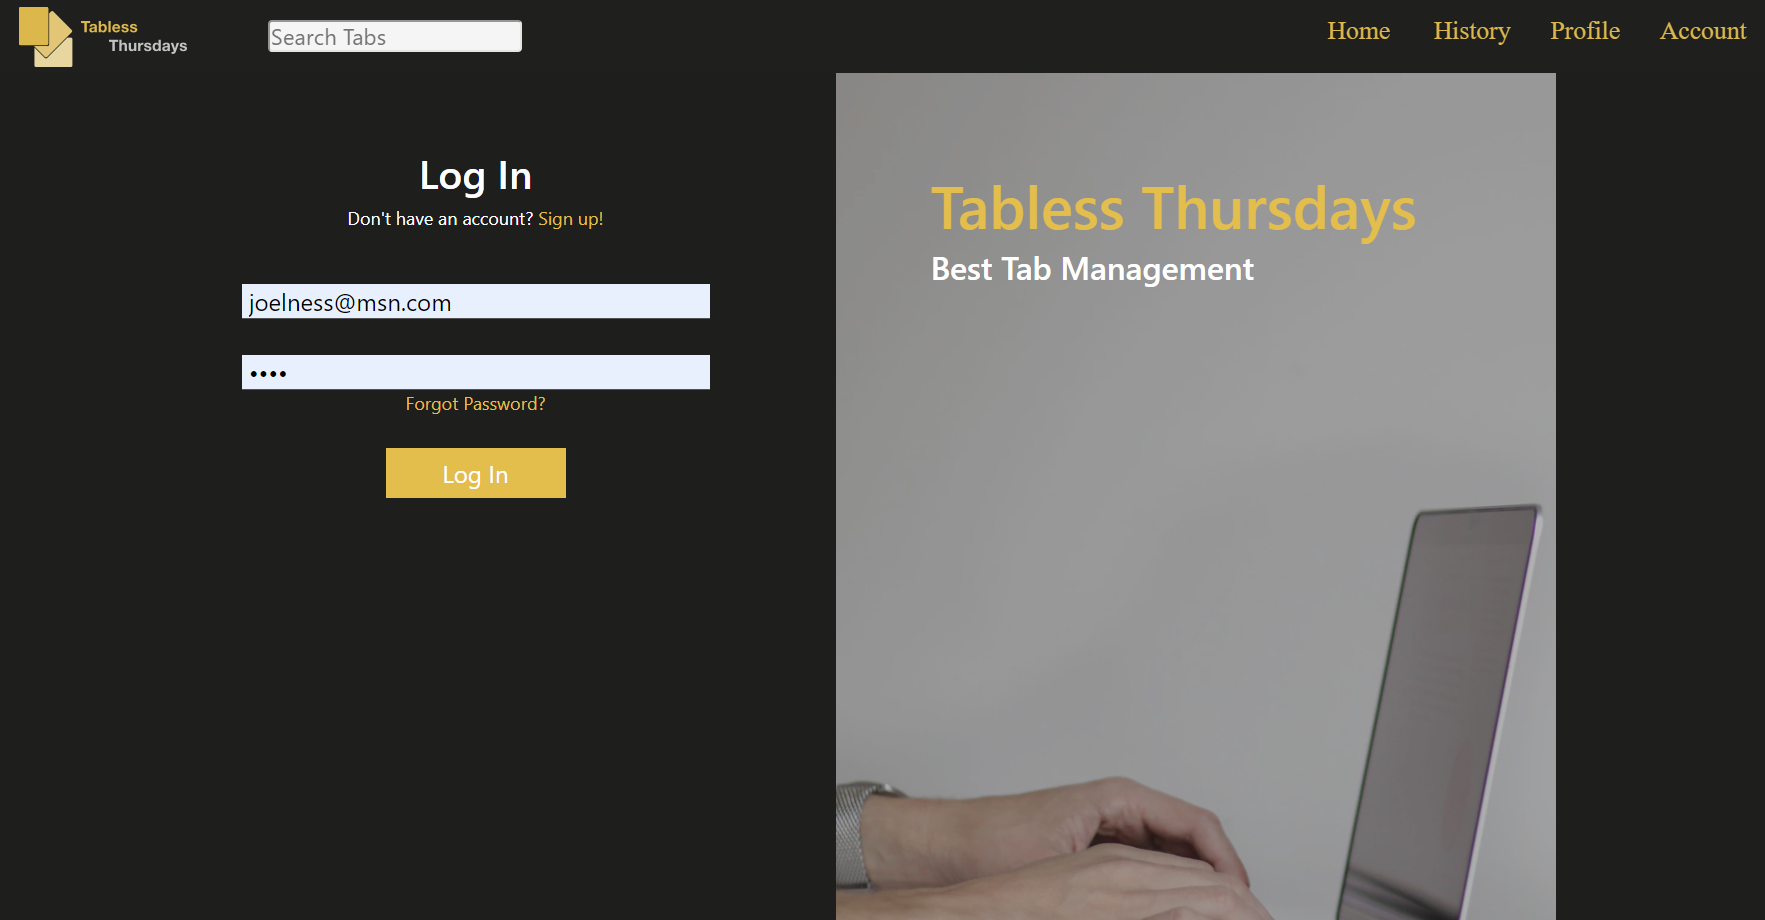 Tabless
Thursdays
Search Tabs
Home History Profile Account
Log In
Don't have an account? Sign up!
joelness@msn.com
••••
Forgot Password?
Log In
Tabless Thursdays
Best Tab Management